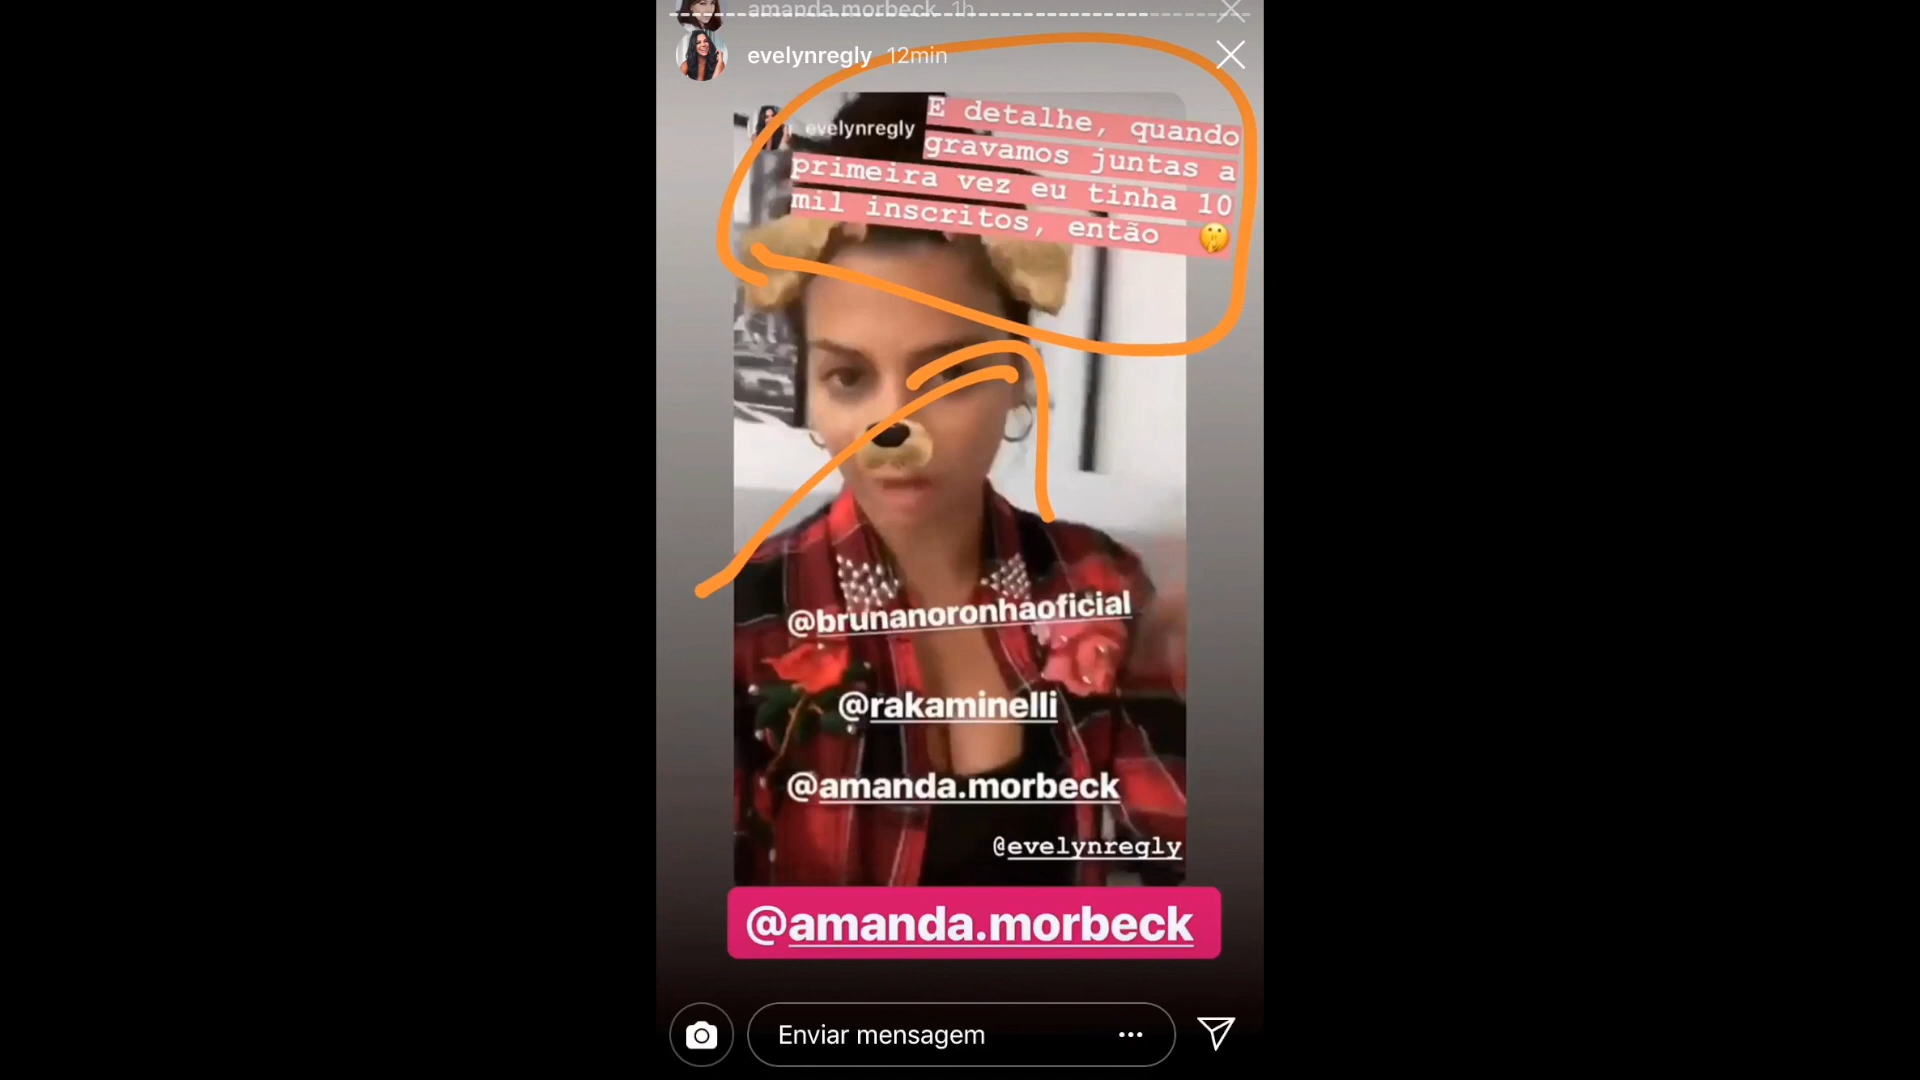 amanda.morbeck 1h
evelynregly 12min
evelynregly
E detalhe, quando
gravamos juntas a
primeira vez eu tinha 10
mil inscritos, então 🤫
@brunanoronhaoficial
@rakaminelli
@amanda.morbeck
@evelynregly
@amanda.morbeck
Enviar mensagem